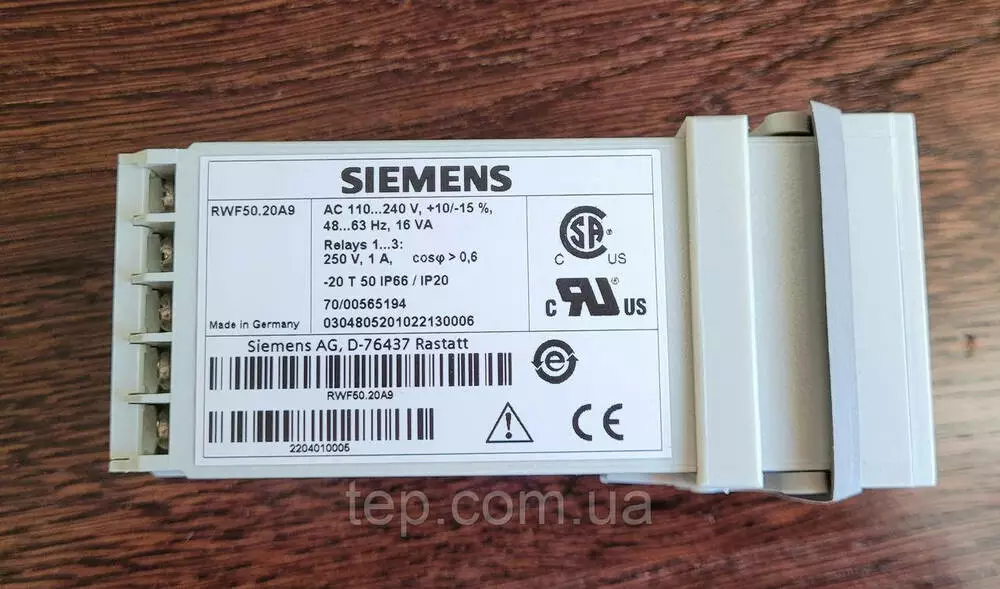 SIEMENS
RWF50.20A9
AC 110...240 V, +10/-15 %,
48...63 Hz, 16 VA
Relays 1...3:
250 V, 1 A, cosφ > 0,6
-20 T 50 IP66 / IP20
70/00565194
Made in Germany
0304805201022130006
CSA
C US
C RU US
Siemens AG, D-76437 Rastatt
RWF50.20A9
e
2204010005
CE
tep.com.ua